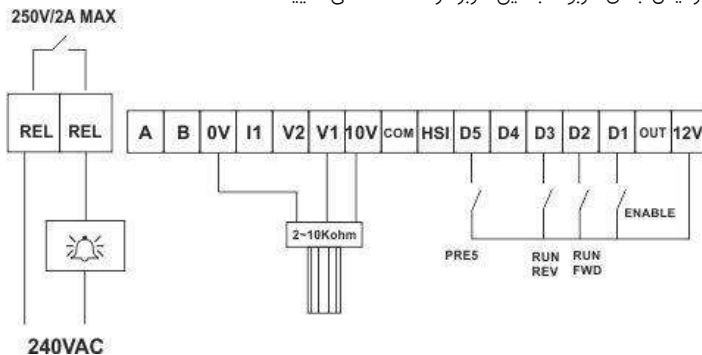 250V/2A MAX
REL REL
A B 0V I1 V2 V1 10V COM HSI D5 D4 D3 D2 D1 OUT 12V
ENABLE
2~10Kohm
PRE5 RUN REV RUN FWD
240VAC